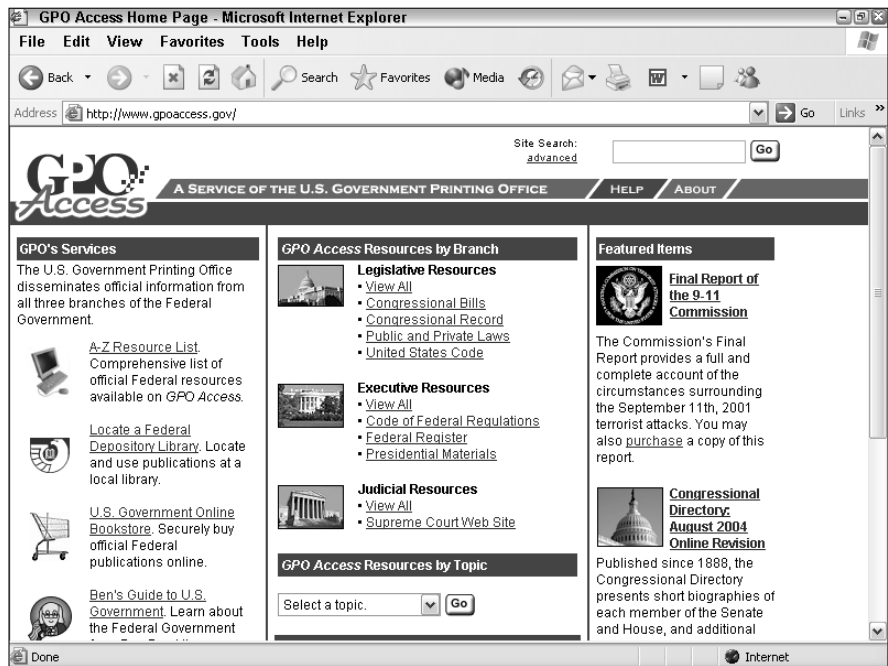 GPO Access Home Page - Microsoft Internet Explorer
File Edit View Favorites Tools Help
Back Search Favorites Media
Address http://www.gpoaccess.gov/ Go Links »
Site Search:
advanced
Go
GPO
Access
A SERVICE OF THE U.S. GOVERNMENT PRINTING OFFICE HELP ABOUT
GPO's Services
The U.S. Government Printing Office
disseminates official information from
all three branches of the Federal
Government.
A-Z Resource List.
Comprehensive list of
official Federal resources
available on GPO Access.
Locate a Federal
Depository Library. Locate
and use publications at a
local library.
U.S. Government Online
Bookstore. Securely buy
official Federal
publications online.
Ben's Guide to U.S.
Government. Learn about
the Federal Government
GPO Access Resources by Branch
Legislative Resources
• View All
• Congressional Bills
• Congressional Record
• Public and Private Laws
• United States Code
Executive Resources
• View All
• Code of Federal Regulations
• Federal Register
• Presidential Materials
Judicial Resources
• View All
• Supreme Court Web Site
GPO Access Resources by Topic
Select a topic. Go
Featured Items
Final Report of
the 9-11
Commission
The Commission's Final
Report provides a full and
complete account of the
circumstances surrounding
the September 11th, 2001
terrorist attacks. You may
also purchase a copy of this
report.
Congressional
Directory:
August 2004
Online Revision
Published since 1888, the
Congressional Directory
presents short biographies of
each member of the Senate
and House, and additional
Done Internet